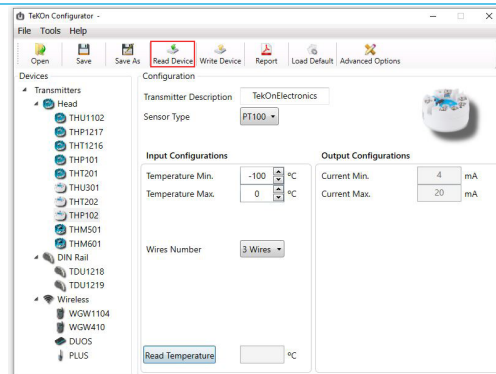 TeKOn Configurator -
File Tools Help
Open Save Save As Read Device Write Device Report Load Default Advanced Options
Devices
Transmitters
Head
THU1102
THP1217
THT1216
THP101
THT201
THU301
THT202
THP102
THM501
THM601
DIN Rail
TDU1218
TDU1219
Wireless
WGW1104
WGW410
DUOS
PLUS
Configuration
Transmitter Description TekOnElectronics
Sensor Type PT100
Input Configurations
Temperature Min. -100 ºC
Temperature Max. 0 ºC
Wires Number 3 Wires
Read Temperature ºC
Output Configurations
Current Min. 4 mA
Current Max. 20 mA